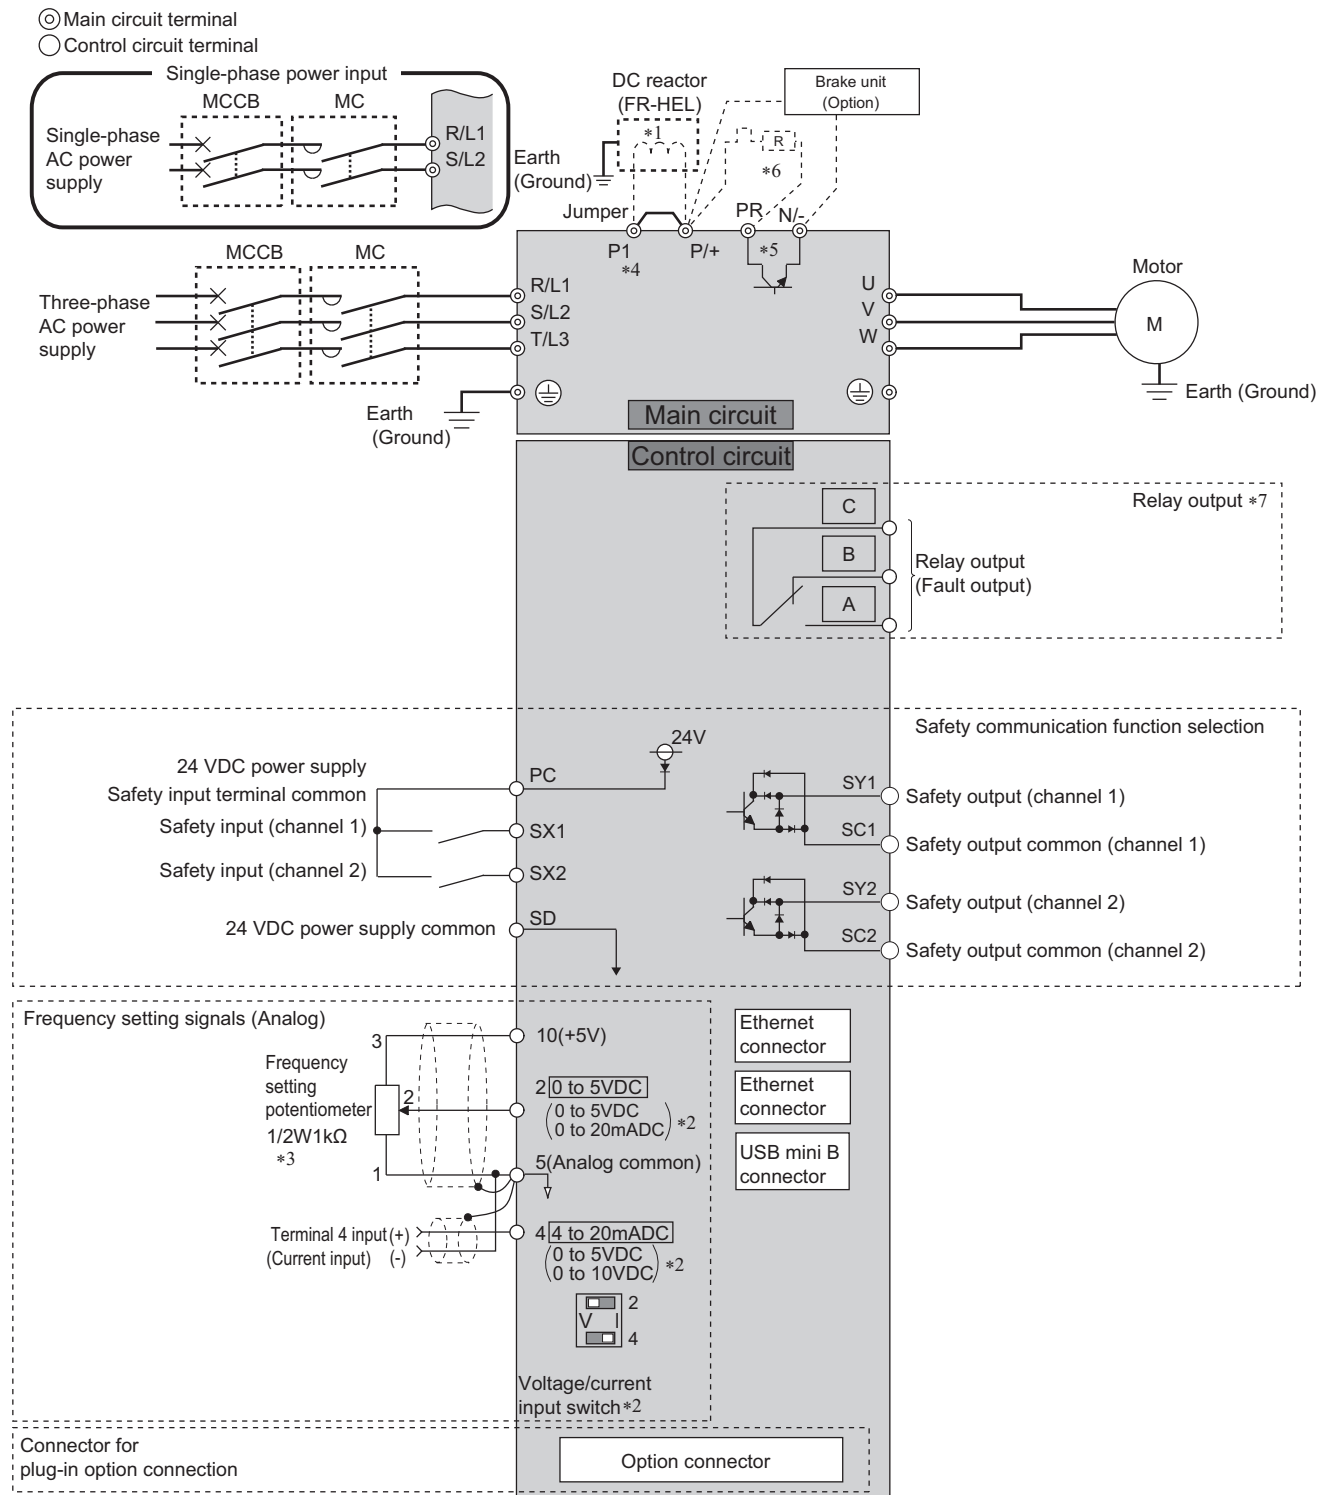 Main circuit terminal
Control circuit terminal
Single-phase power input
MCCB
MC
Single-phase
AC power
supply
R/L1
S/L2
DC reactor
(FR-HEL)
*1
Brake unit
(Option)
R
*6
Earth
(Ground)
Jumper
PR
N/-
P1
*4
P/+
*5
MCCB
MC
Three-phase
AC power
supply
R/L1
S/L2
T/L3
U
V
W
Motor
M
Earth (Ground)
Earth
(Ground)
Main circuit
Control circuit
Relay output *7
C
B
A
Relay output
(Fault output)
Safety communication function selection
24V
24 VDC power supply
Safety input terminal common
PC
Safety input (channel 1)
SX1
Safety input (channel 2)
SX2
24 VDC power supply common
SD
SY1
Safety output (channel 1)
SC1
Safety output common (channel 1)
SY2
Safety output (channel 2)
SC2
Safety output common (channel 2)
Frequency setting signals (Analog)
3
10(+5V)
Frequency
setting
potentiometer
1/2W1kΩ
*3
2
2 0 to 5VDC
(0 to 5VDC
0 to 20mADC) *2
1
5(Analog common)
Terminal 4 input (+)
(Current input) (-)
4 4 to 20mADC
(0 to 5VDC
0 to 10VDC) *2
2
V I
4
Voltage/current
input switch*2
Ethernet
connector
Ethernet
connector
USB mini B
connector
Connector for
plug-in option connection
Option connector